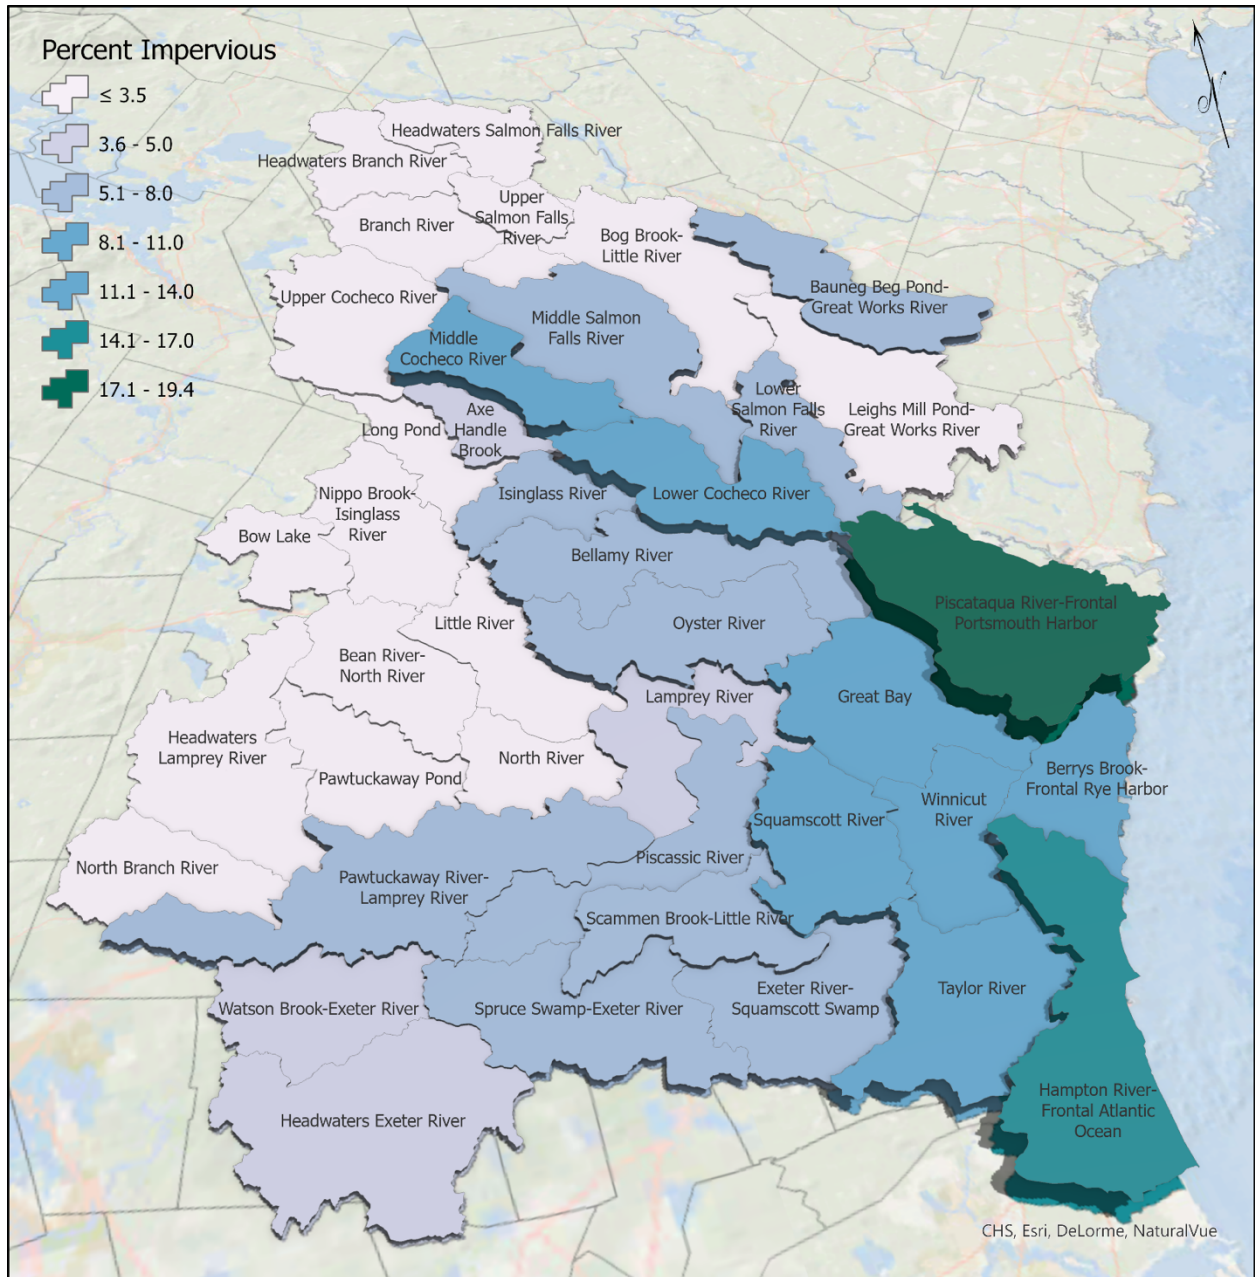 Percent Impervious
≤ 3.5
3.6 - 5.0
5.1 - 8.0
8.1 - 11.0
11.1 - 14.0
14.1 - 17.0
17.1 - 19.4
N
Headwaters Salmon Falls River
Headwaters Branch River
Upper
Salmon Falls
River
Branch River
Bog Brook-
Little River
Bauneg Beg Pond-
Great Works River
Upper Cocheco River
Middle Salmon
Falls River
Middle
Cocheco River
Axe
Handle
Brook
Long Pond
Lower
Salmon Falls
River
Leighs Mill Pond-
Great Works River
Nippo Brook-
Isinglass
River
Isinglass River
Lower Cocheco River
Bow Lake
Bellamy River
Little River
Oyster River
Piscataqua River-Frontal
Portsmouth Harbor
Bean River-
North River
Lamprey River
Great Bay
Headwaters
Lamprey River
Pawtuckaway Pond
North River
Berrys Brook-
Frontal Rye Harbor
Winnicut
River
Squamscott River
Piscassic River
North Branch River
Pawtuckaway River-
Lamprey River
Scammen Brook-Little River
Watson Brook-Exeter River
Spruce Swamp-Exeter River
Exeter River-
Squamscott Swamp
Taylor River
Headwaters Exeter River
Hampton River-
Frontal Atlantic
Ocean
CHS, Esri, DeLorme, NaturalVue